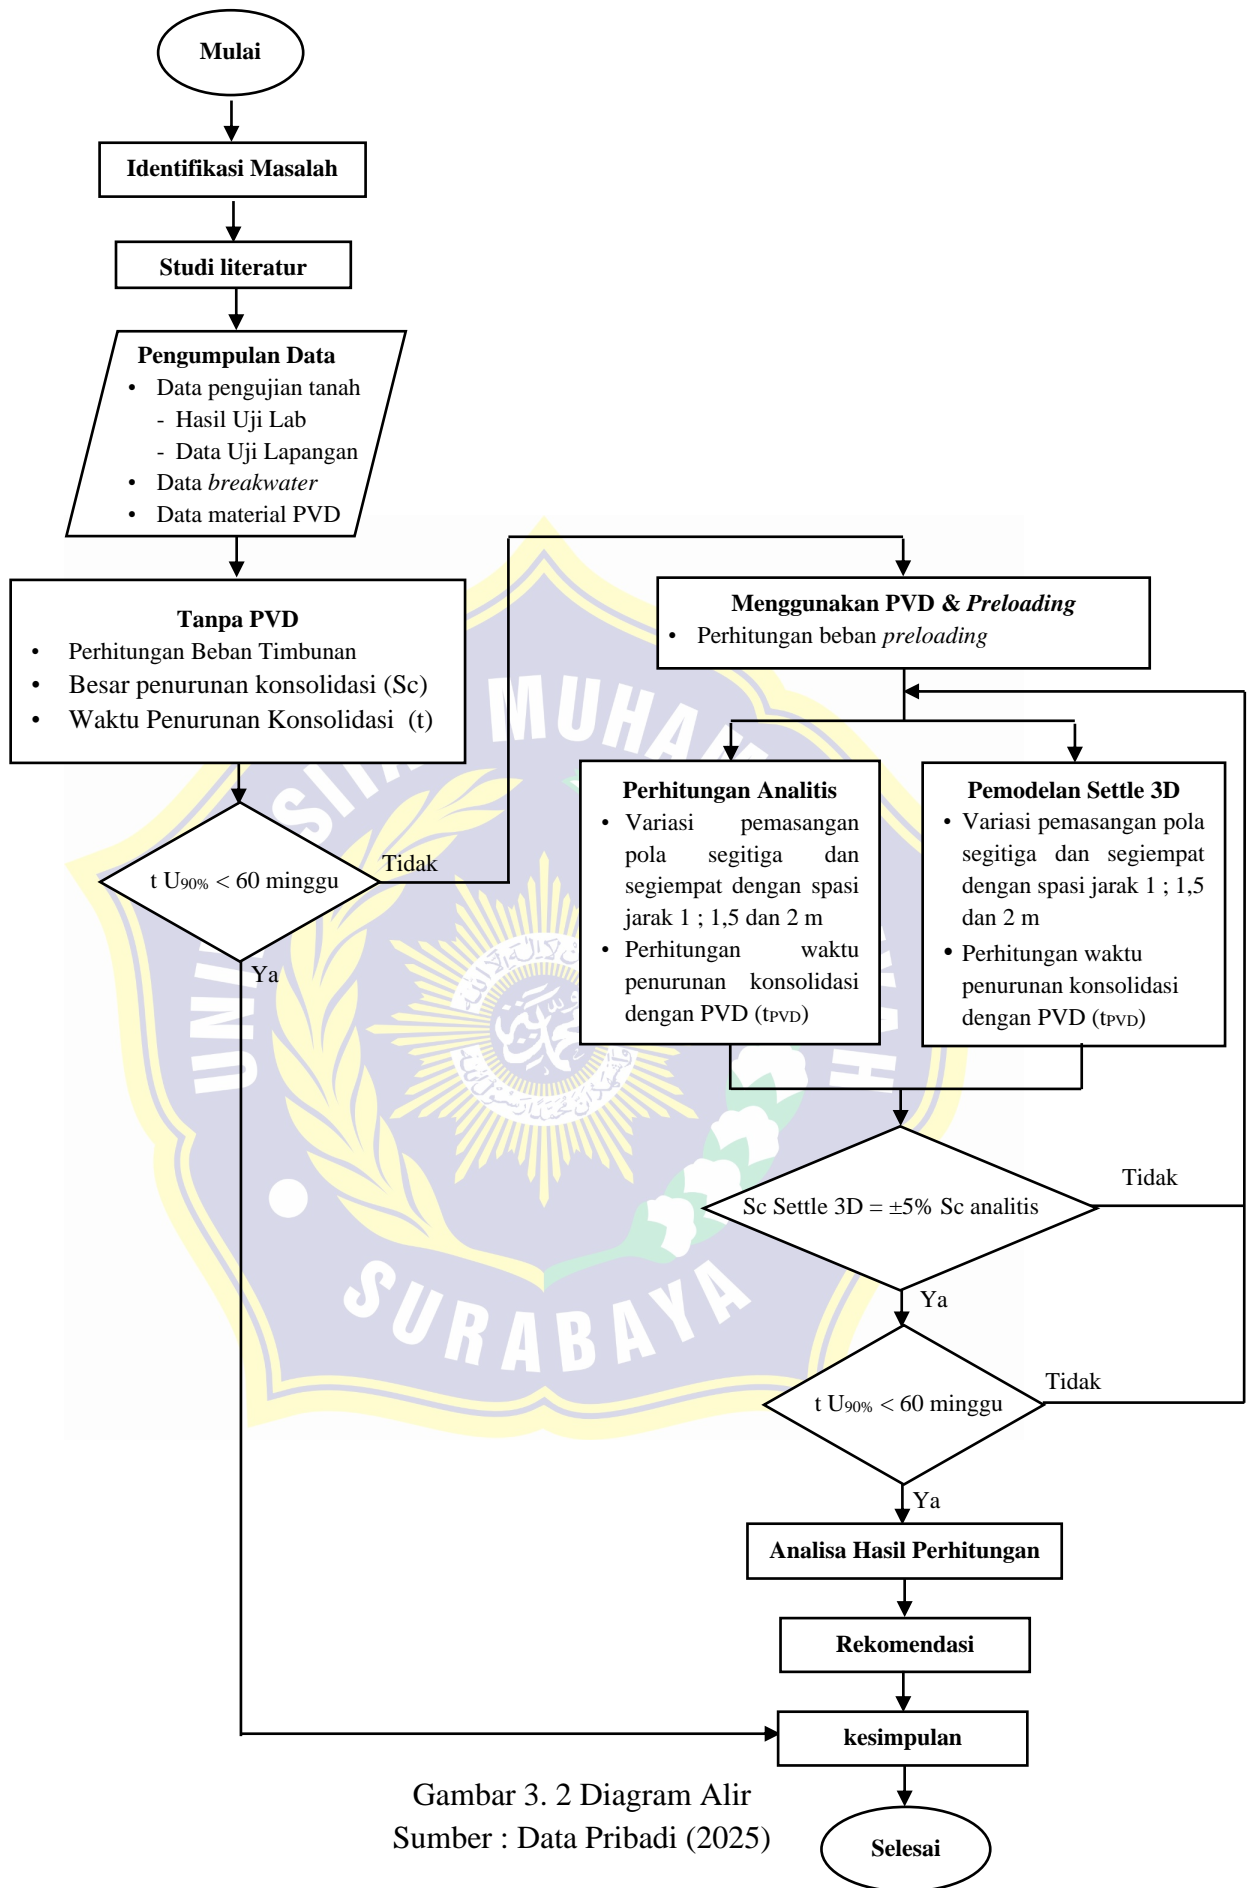 Mulai
Identifikasi Masalah
Studi literatur
Pengumpulan Data
• Data pengujian tanah
- Hasil Uji Lab
- Data Uji Lapangan
• Data breakwater
• Data material PVD
Tanpa PVD
• Perhitungan Beban Timbunan
• Besar penurunan konsolidasi (Sc)
• Waktu Penurunan Konsolidasi (t)
t U90% < 60 minggu
Tidak
Ya
Menggunakan PVD & Preloading
• Perhitungan beban preloading
Perhitungan Analitis
• Variasi pemasangan
pola segitiga dan
segiempat dengan spasi
jarak 1 ; 1,5 dan 2 m
• Perhitungan waktu
penurunan konsolidasi
dengan PVD (tPVD)
Pemodelan Settle 3D
• Variasi pemasangan pola
segitiga dan segiempat
dengan spasi jarak 1 ; 1,5
dan 2 m
• Perhitungan waktu
penurunan konsolidasi
dengan PVD (tPVD)
Sc Settle 3D = ±5% Sc analitis
Tidak
Ya
t U90% < 60 minggu
Tidak
Ya
Analisa Hasil Perhitungan
Rekomendasi
kesimpulan
Selesai
Gambar 3. 2 Diagram Alir
Sumber : Data Pribadi (2025)
SURABAYA